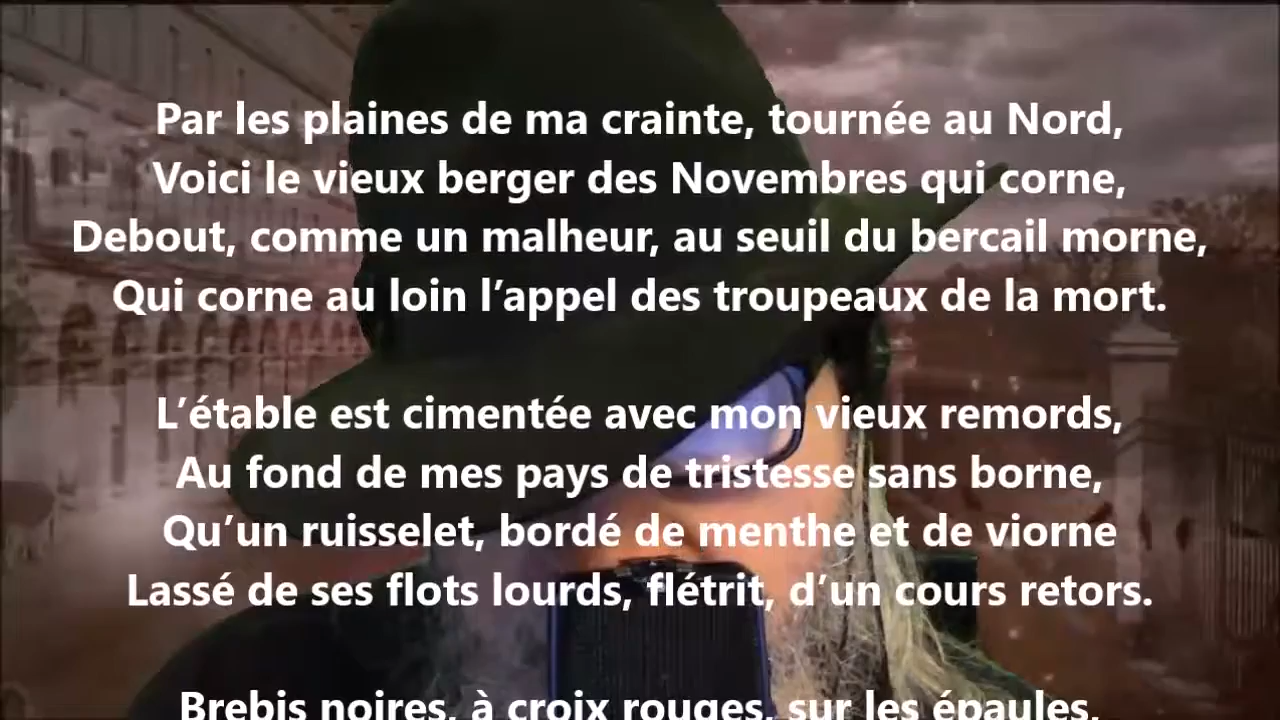 Par les plaines de ma crainte, tournée au Nord,
Voici le vieux berger des Novembres qui corne,
Debout, comme un malheur, au seuil du bercail morne,
Qui corne au loin l’appel des troupeaux de la mort.
L’étable est cimentée avec mon vieux remords,
Au fond de mes pays de tristesse sans borne,
Qu’un ruisselet, bordé de menthe et de viorne
Lassé de ses flots lourds, flétrit, d’un cours retors.
Brebis noires, à croix rouges, sur les épaules,